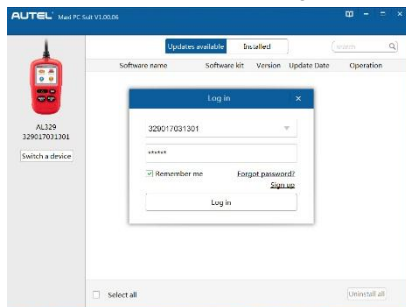 AUTEL Maxi PC Suit V1.00.06
Updates available Installed
search
Software name Software kit Version Update Date Operation
Log in
329017031301
******
Remember me Forgot password?
Sign up
Log in
AL329
329017031301
Switch a device
Select all Uninstall all